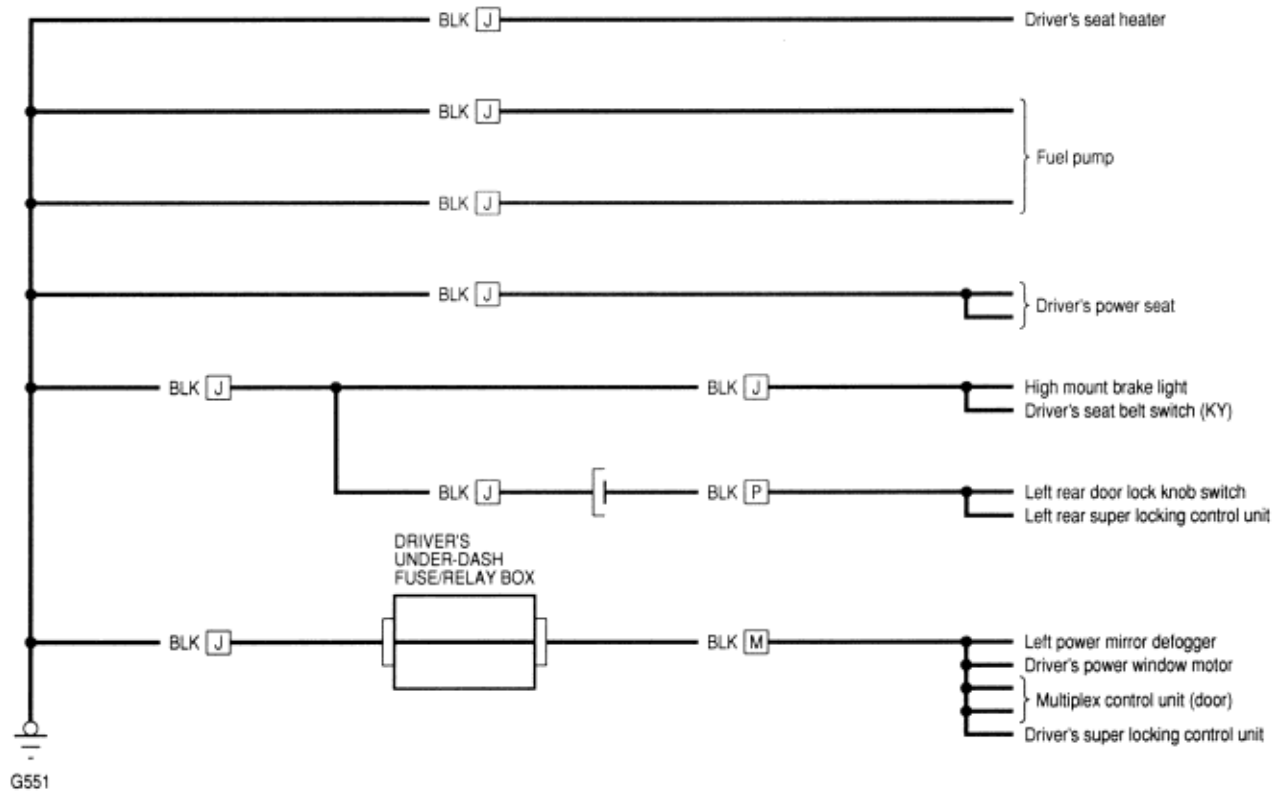 BLK J Driver's seat heater
BLK J
Fuel pump
BLK J
BLK J
Driver's power seat
BLK J BLK J High mount brake light
Driver's seat belt switch (KY)
BLK J BLK P Left rear door lock knob switch
Left rear super locking control unit
DRIVER'S
UNDER-DASH
FUSE/RELAY BOX
BLK J BLK M Left power mirror defogger
Driver's power window motor
Multiplex control unit (door)
Driver's super locking control unit
G551